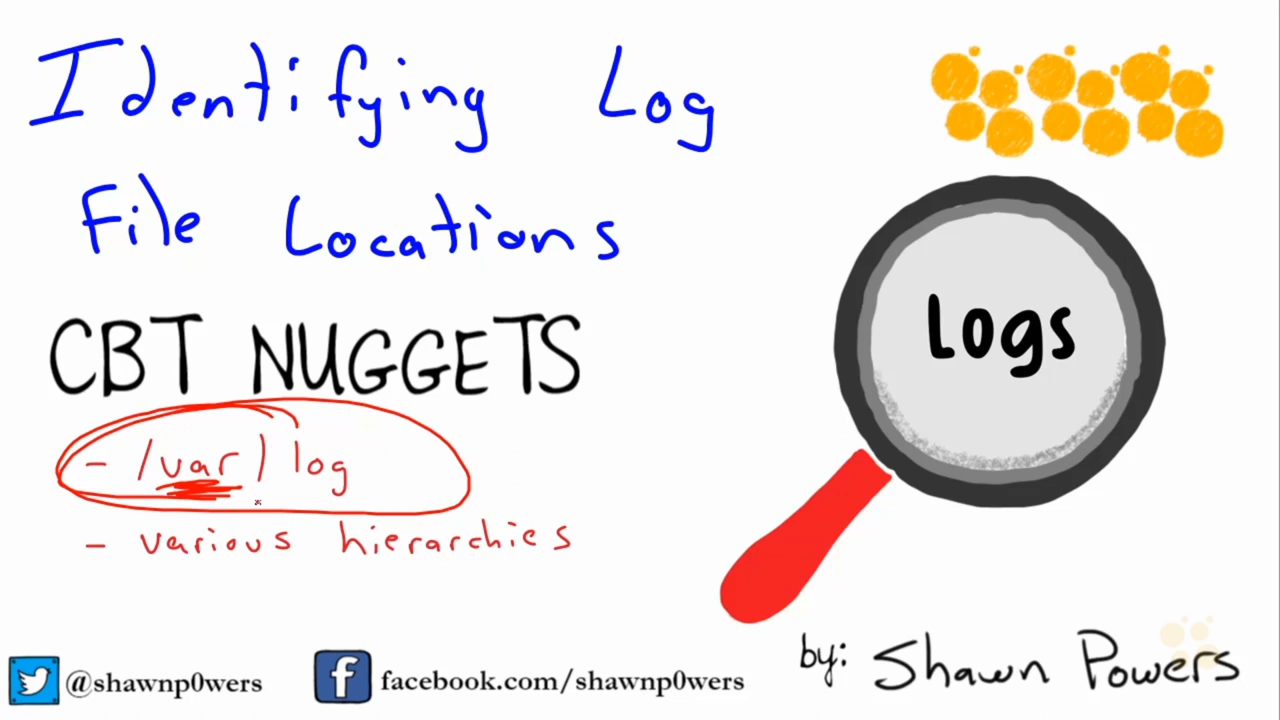 Identifying Log
File Locations
CBT NUGGETS
- /var/log
- various hierarchies
Logs
by: Shawn Powers
@shawnp0wers
facebook.com/shawnp0wers